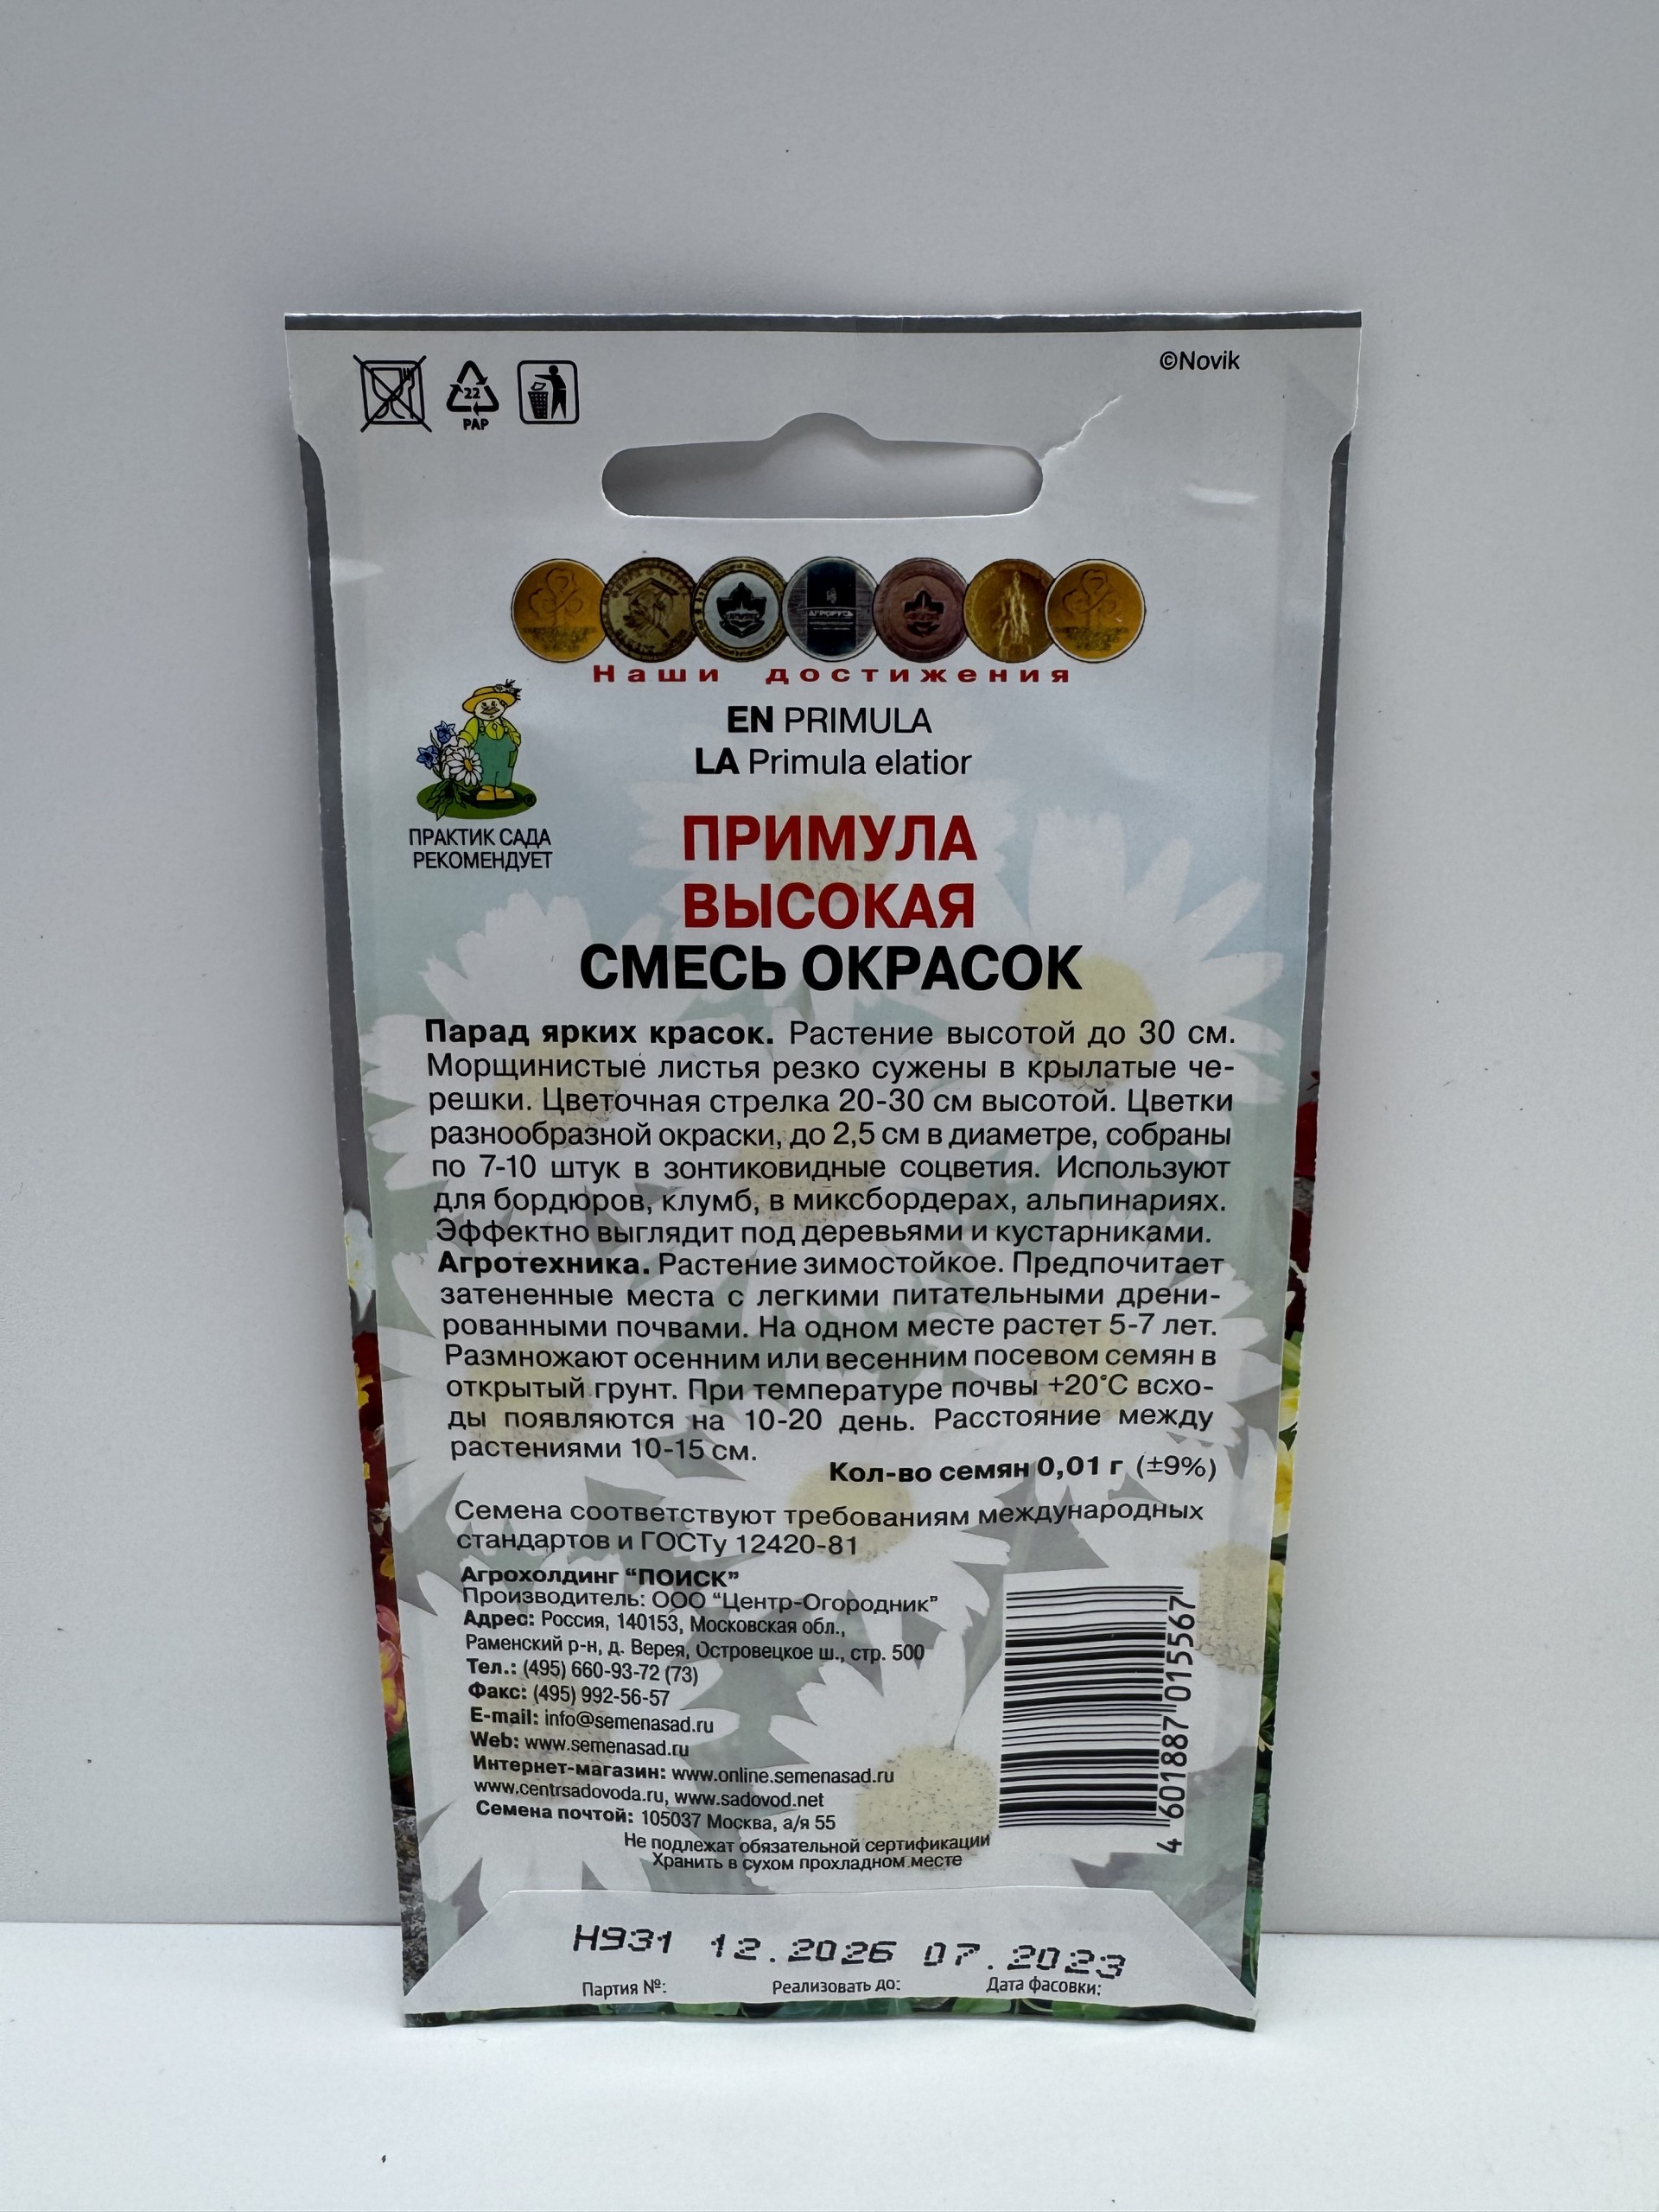 ©Novik
22
PAP
АГРОРУСЬ
Наши достижения
EN PRIMULA
LA Primula elatior
ПРАКТИК САДА
РЕКОМЕНДУЕТ
ПРИМУЛА
ВЫСОКАЯ
СМЕСЬ ОКРАСОК
Парад ярких красок. Растение высотой до 30 см.
Морщинистые листья резко сужены в крылатые че-
решки. Цветочная стрелка 20-30 см высотой. Цветки
разнообразной окраски, до 2,5 см в диаметре, собраны
по 7-10 штук в зонтиковидные соцветия. Используют
для бордюров, клумб, в миксбордерах, альпинариях.
Эффектно выглядит под деревьями и кустарниками.
Агротехника. Растение зимостойкое. Предпочитает
затененные места с легкими питательными дрени-
рованными почвами. На одном месте растет 5-7 лет.
Размножают осенним или весенним посевом семян в
открытый грунт. При температуре почвы +20°C всхо-
ды появляются на 10-20 день. Расстояние между
растениями 10-15 см.
Кол-во семян 0,01 г (±9%)
Семена соответствуют требованиям международных
стандартов и ГОСТу 12420-81
Агрохолдинг “ПОИСК”
Производитель: ООО “Центр-Огородник”
Адрес: Россия, 140153, Московская обл.,
Раменский р-н, д. Верея, Островецкое ш., стр. 500
Тел.: (495) 660-93-72 (73)
Факс: (495) 992-56-57
E-mail: info@semenasad.ru
Web: www.semenasad.ru
Интернет-магазин: www.online.semenasad.ru
www.centrsadovoda.ru, www.sadovod.net
Семена почтой: 105037 Москва, а/я 55
Не подлежат обязательной сертификации
Хранить в сухом прохладном месте
4 601887 015567
H931 12.2026 07.2023
Партия №: Реализовать до: Дата фасовки: